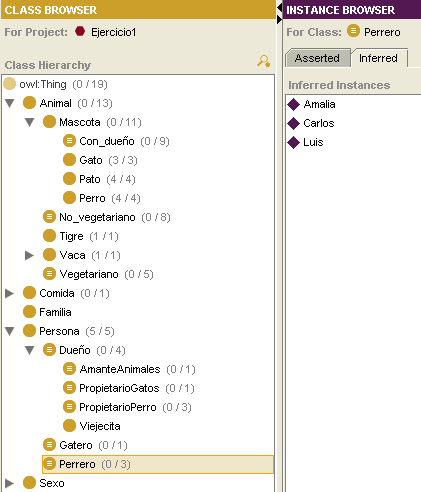 CLASS BROWSER
For Project: Ejercicio1
Class Hierarchy
owl:Thing (0 / 19)
Animal (0 / 13)
Mascota (0 / 11)
Con_dueño (0 / 9)
Gato (3 / 3)
Pato (4 / 4)
Perro (4 / 4)
No_vegetariano (0 / 8)
Tigre (1 / 1)
Vaca (1 / 1)
Vegetariano (0 / 5)
Comida (0 / 1)
Familia
Persona (5 / 5)
Dueño (0 / 4)
AmanteAnimales (0 / 1)
PropietarioGatos (0 / 1)
PropietarioPerro (0 / 3)
Viejecita
Gatero (0 / 1)
Perrero (0 / 3)
Sexo
INSTANCE BROWSER
For Class: Perrero
Asserted Inferred
Inferred Instances
Amalia
Carlos
Luis